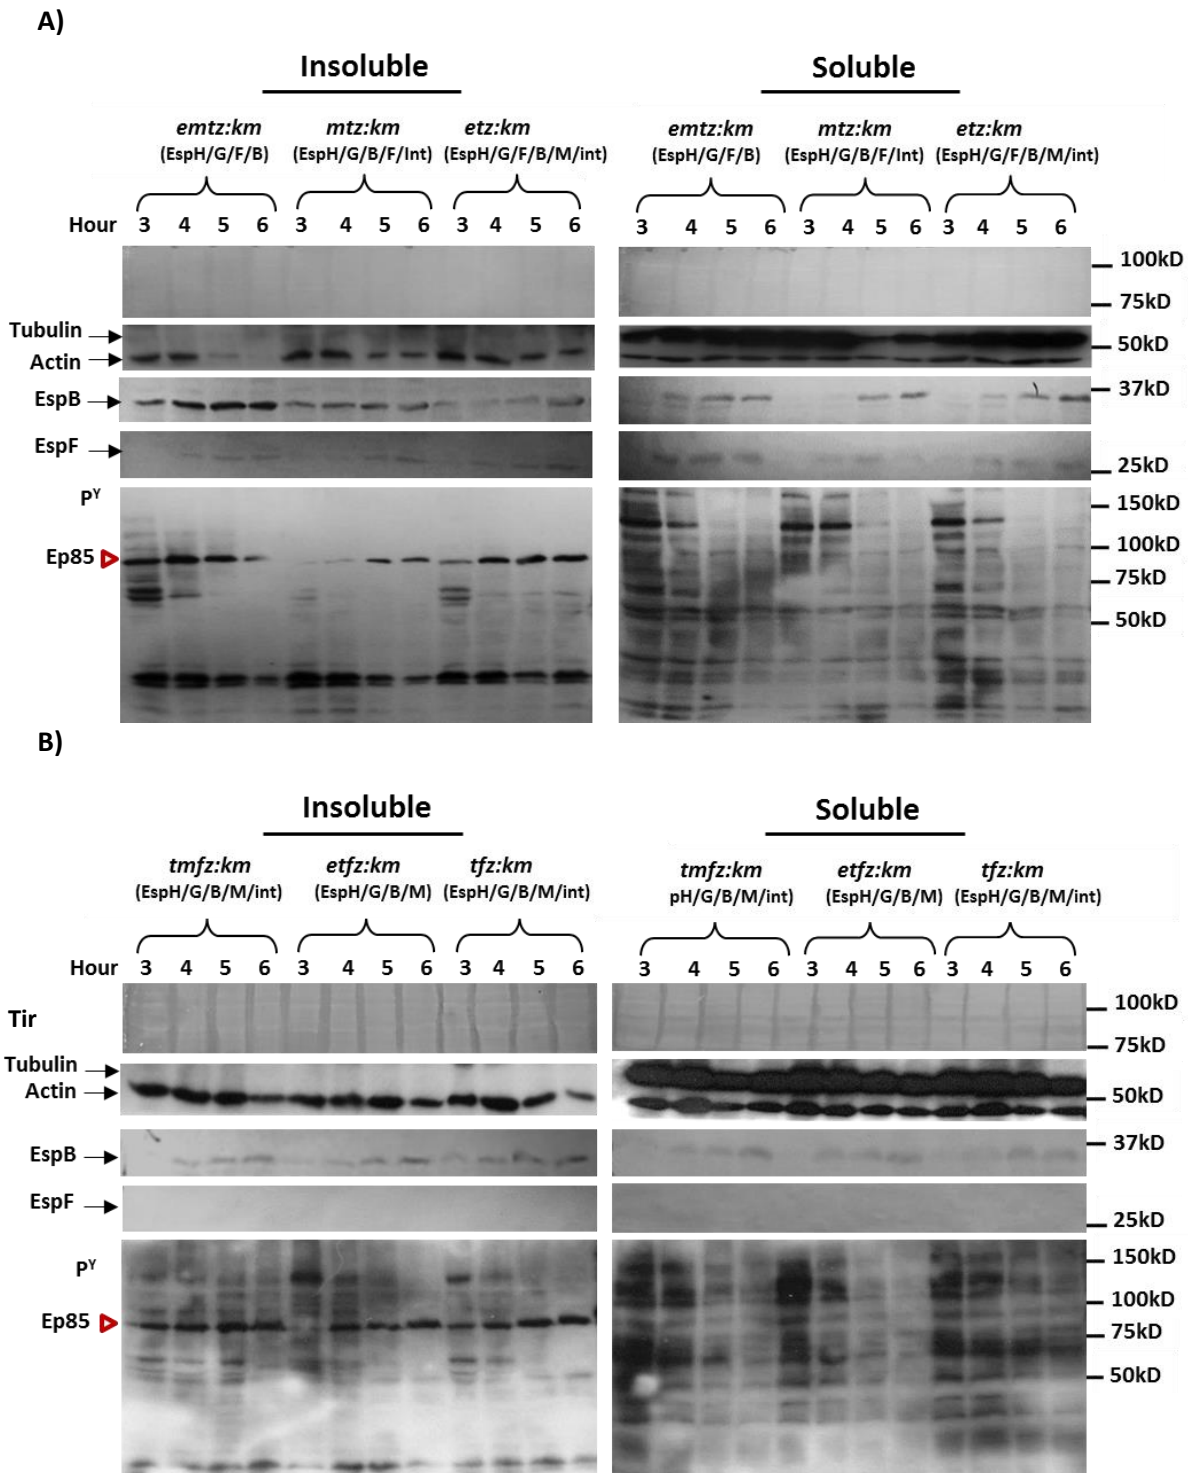 A)
Insoluble Soluble
emtz:km mtz:km etz:km emtz:km mtz:km etz:km
(EspH/G/F/B) (EspH/G/B/F/Int) (EspH/G/F/B/M/int) (EspH/G/F/B) (EspH/G/B/F/Int) (EspH/G/F/B/M/int)
Hour 3 4 5 6 3 4 5 6 3 4 5 6 3 4 5 6 3 4 5 6 3 4 5 6
100kD
75kD
Tubulin
50kD
Actin
37kD
EspB
EspF
25kD
PY
150kD
100kD
Ep85
75kD
50kD
B)
Insoluble Soluble
tmfz:km etfz:km tfz:km tmfz:km etfz:km tfz:km
(EspH/G/B/M/int) (EspH/G/B/M) (EspH/G/B/M/int) pH/G/B/M/int) (EspH/G/B/M) (EspH/G/B/M/int)
Hour 3 4 5 6 3 4 5 6 3 4 5 6 3 4 5 6 3 4 5 6 3 4 5 6
100kD
Tir
75kD
Tubulin
Actin
50kD
37kD
EspB
EspF
25kD
PY
150kD
100kD
Ep85
75kD
50kD